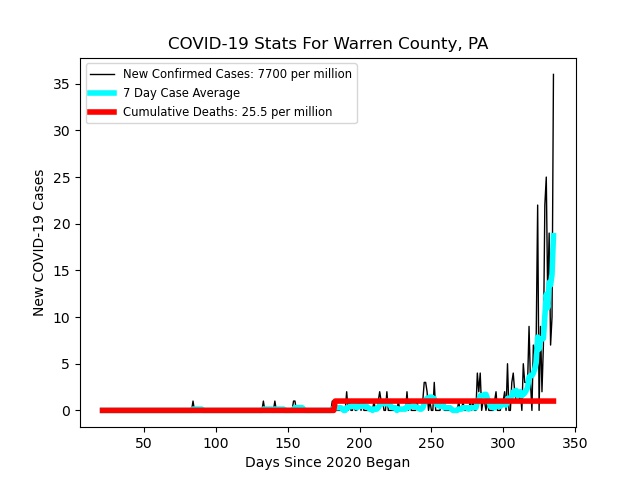 COVID-19 Stats For Warren County, PA
New Confirmed Cases: 7700 per million
7 Day Case Average
Cumulative Deaths: 25.5 per million
New COVID-19 Cases
35
30
25
20
15
10
5
0
50
100
150
200
250
300
350
Days Since 2020 Began